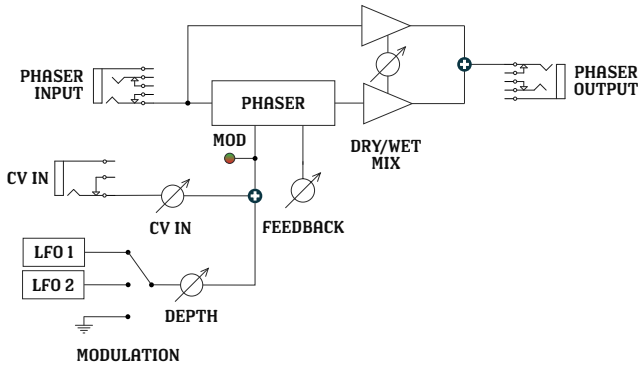 PHASER
INPUT
PHASER
MOD
DRY/WET
MIX
PHASER
OUTPUT
CV IN
CV IN
FEEDBACK
LFO 1
LFO 2
DEPTH
MODULATION